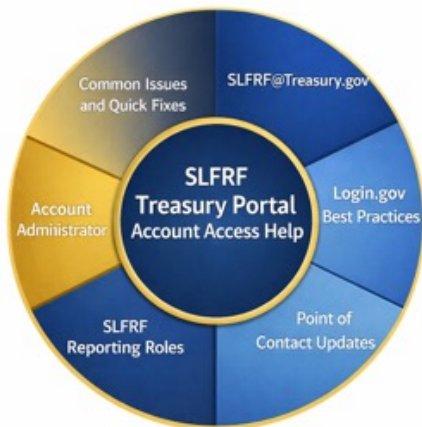 SLFRF
Treasury Portal
Account Access Help
SLFRF@Treasury.gov
Login.gov
Best Practices
Point of
Contact Updates
SLFRF
Reporting Roles
Account
Administrator
Common Issues
and Quick Fixes